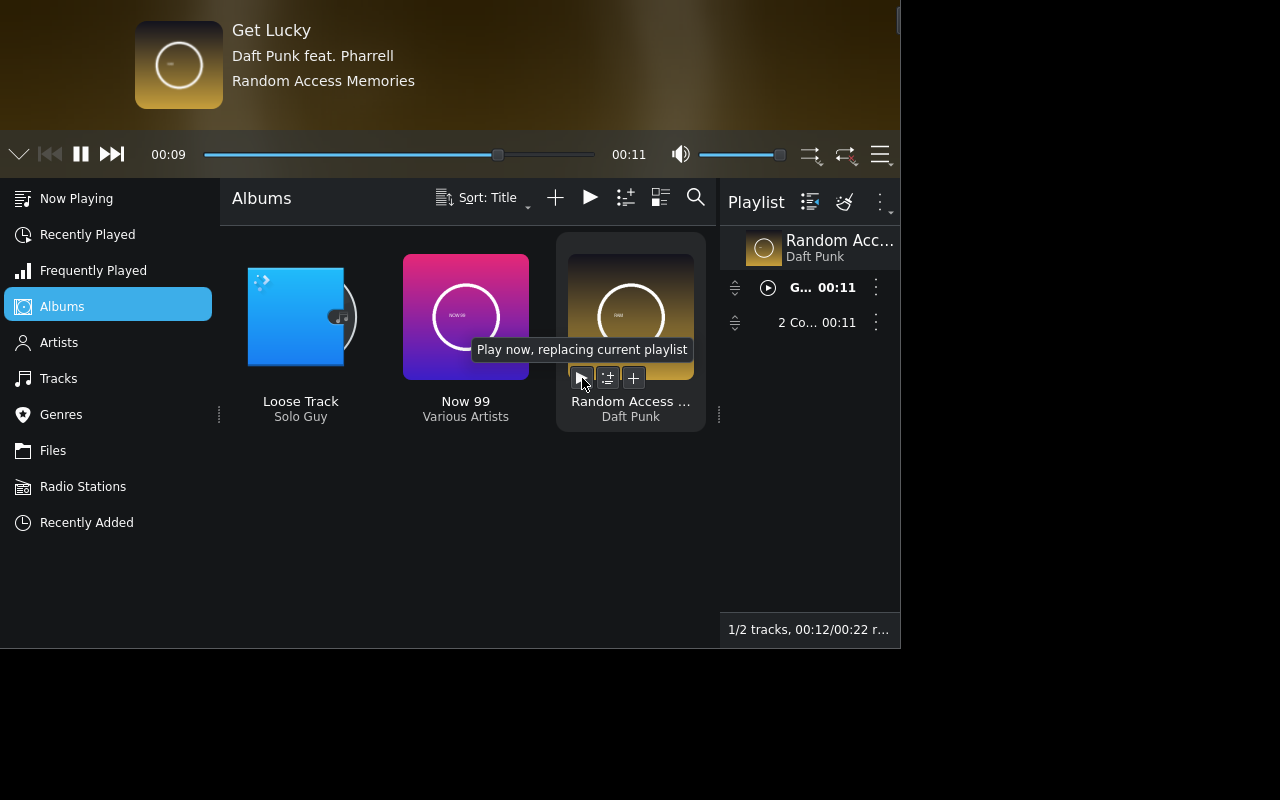 Get Lucky
Daft Punk feat. Pharrell
Random Access Memories
00:09
00:11
Now Playing
Recently Played
Frequently Played
Albums
Artists
Tracks
Genres
Files
Radio Stations
Recently Added
Albums
Sort: Title
NOW 99
RAM
Play now, replacing current playlist
Loose Track
Solo Guy
Now 99
Various Artists
Random Access ...
Daft Punk
Playlist
Random Acc...
Daft Punk
G... 00:11
2 Co... 00:11
1/2 tracks, 00:12/00:22 r...